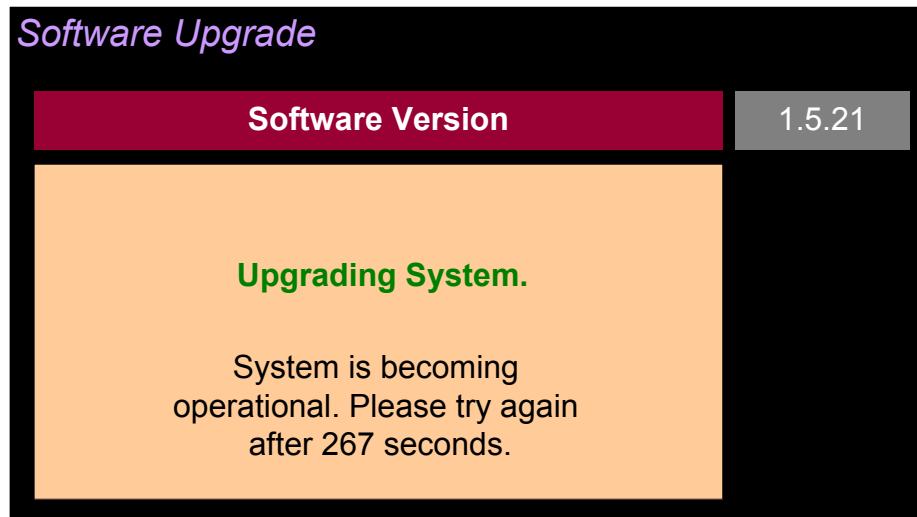 Software Upgrade
Software Version
1.5.21
Upgrading System.
System is becoming
operational. Please try again
after 267 seconds.